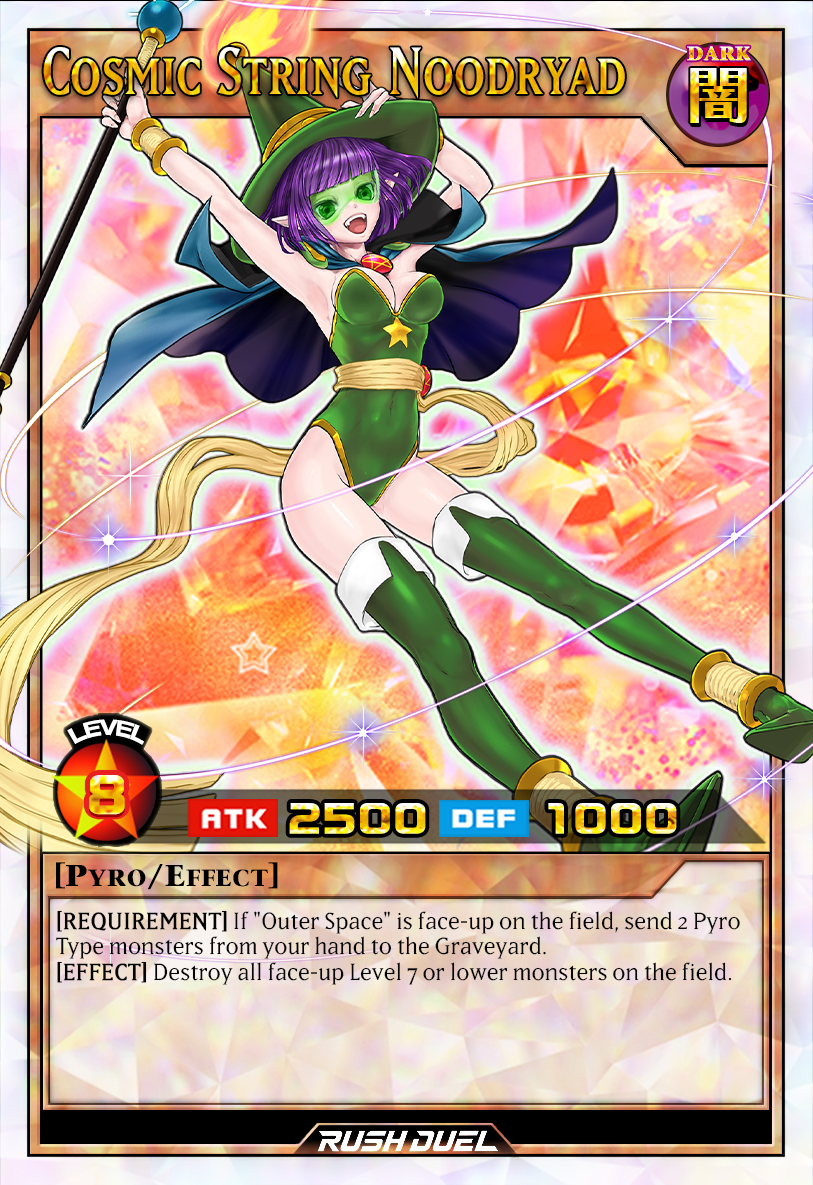 COSMIC STRING NOODRYAD
DARK
闇
LEVEL
8
ATK 2500 DEF 1000
[PYRO/EFFECT]
[REQUIREMENT] If "Outer Space" is face-up on the field, send 2 Pyro
Type monsters from your hand to the Graveyard.
[EFFECT] Destroy all face-up Level 7 or lower monsters on the field.
RUSH DUEL